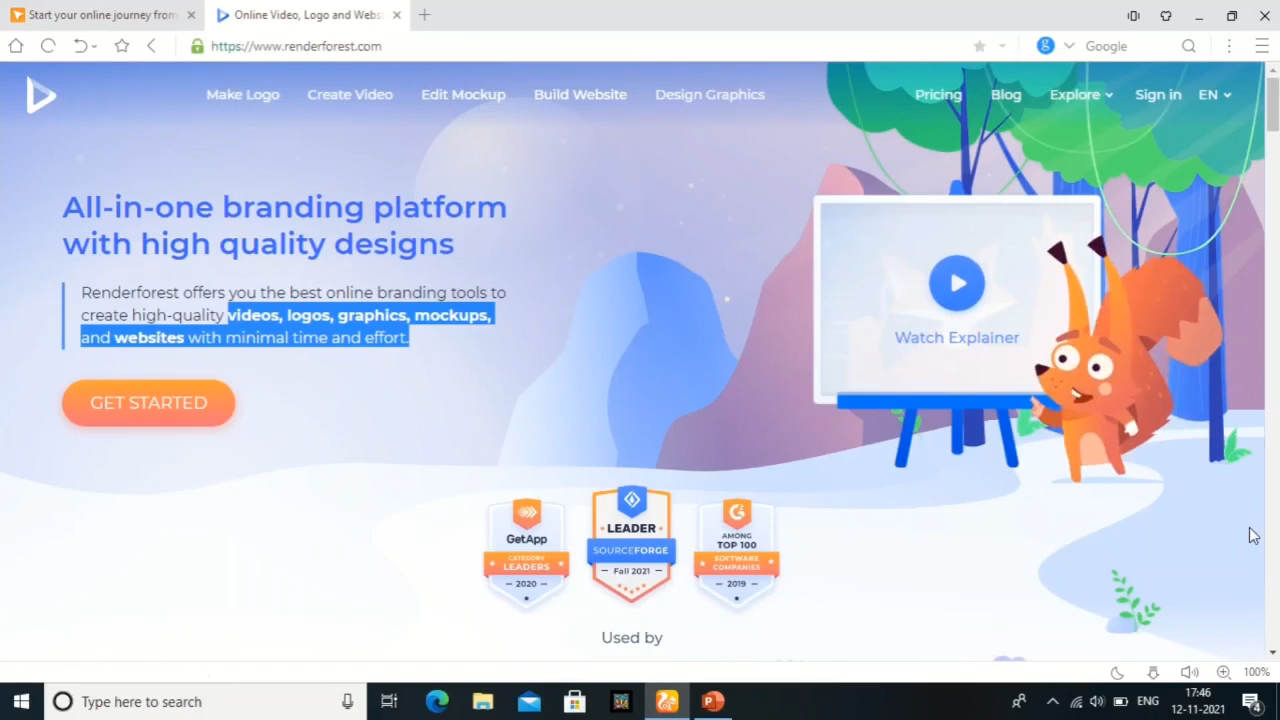 Start your online journey from
Online Video, Logo and Webs
https://www.renderforest.com
Google
Make Logo
Create Video
Edit Mockup
Build Website
Design Graphics
Pricing
Blog
Explore
Sign in
EN
All-in-one branding platform
with high quality designs
Renderforest offers you the best online branding tools to
create high-quality videos, logos, graphics, mockups,
and websites with minimal time and effort.
GET STARTED
Watch Explainer
GetApp
CATEGORY
LEADERS
2020
LEADER
SOURCEFORGE
Fall 2021
AMONG
TOP 100
SOFTWARE
COMPANIES
2019
Used by
100%
Type here to search
ENG
17:46
12-11-2021
4